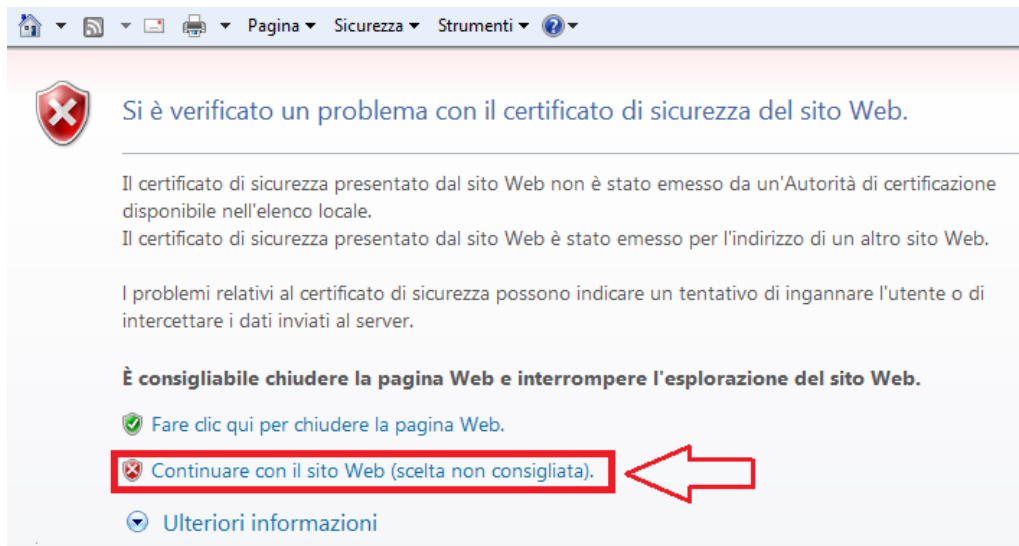 Pagina Sicurezza Strumenti
Si è verificato un problema con il certificato di sicurezza del sito Web.
Il certificato di sicurezza presentato dal sito Web non è stato emesso da un'Autorità di certificazione
disponibile nell'elenco locale.
Il certificato di sicurezza presentato dal sito Web è stato emesso per l'indirizzo di un altro sito Web.
I problemi relativi al certificato di sicurezza possono indicare un tentativo di ingannare l'utente o di
intercettare i dati inviati al server.
È consigliabile chiudere la pagina Web e interrompere l'esplorazione del sito Web.
Fare clic qui per chiudere la pagina Web.
Continuare con il sito Web (scelta non consigliata).
Ulteriori informazioni